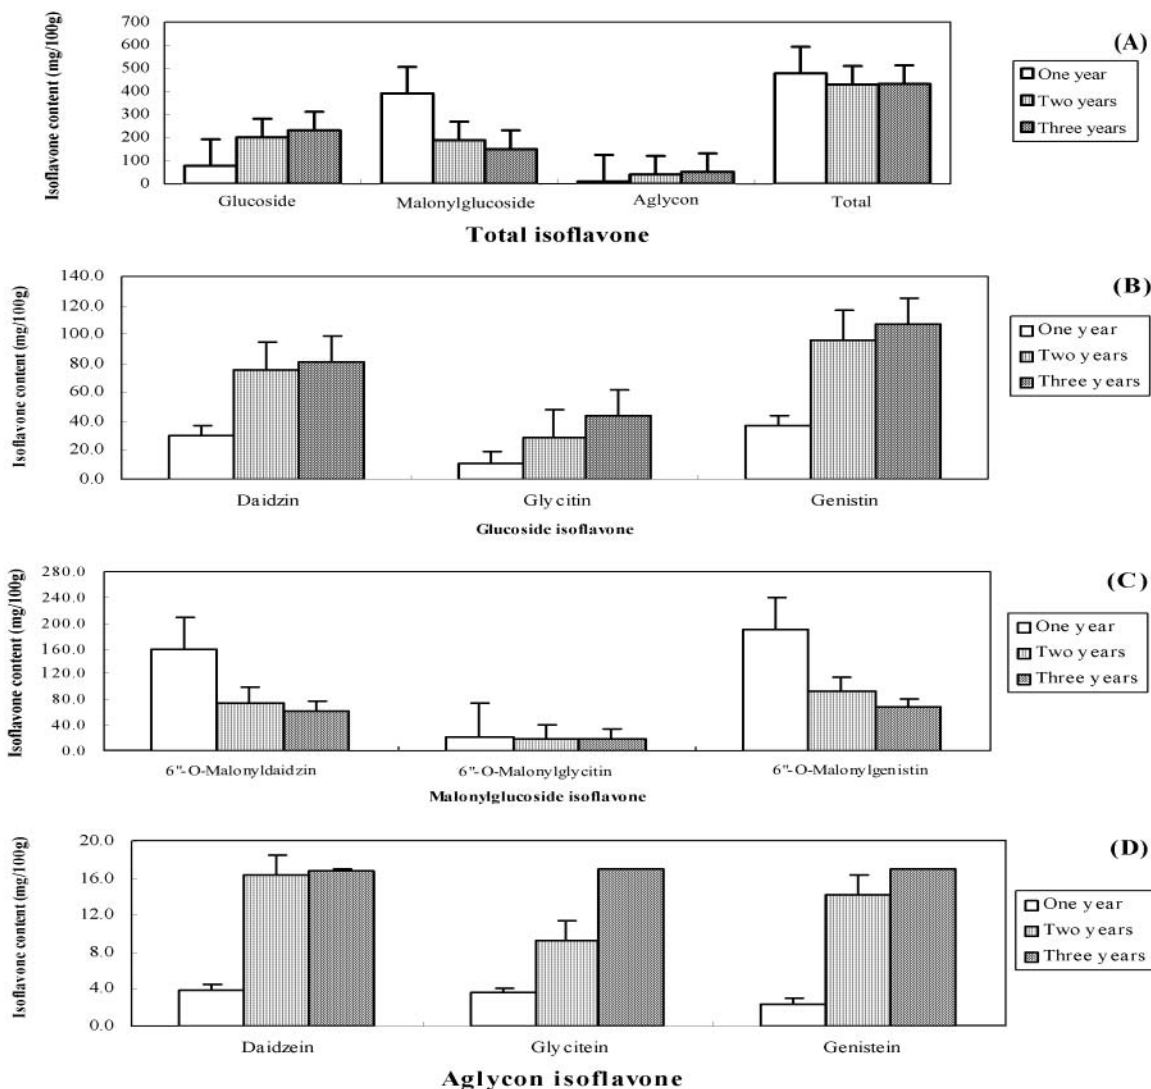 (A)
Isoflavone content (mg/100g)
700
600
500
400
300
200
100
0
Glucoside Malonylglucoside Aglycon Total
Total isoflavone
One year
Two years
Three years
(B)
Isoflavone content (mg/100g)
140.0
120.0
100.0
80.0
60.0
40.0
20.0
0.0
Daidzin Glycitin Genistin
Glucoside isoflavone
One year
Two years
Three years
(C)
Isoflavone content (mg/100g)
280.0
240.0
200.0
160.0
120.0
80.0
40.0
0.0
6"-O-Malonyldaidzin 6"-O-Malonylglycitin 6"-O-Malonylgenistin
Malonylglucoside isoflavone
One year
Two years
Three years
(D)
Isoflavone content (mg/100g)
20.0
16.0
12.0
8.0
4.0
0.0
Daidzein Glycitein Genistein
Aglycon isoflavone
One year
Two years
Three years